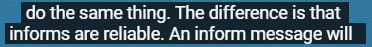 do the same thing. The difference is that
informs are reliable. An inform message will